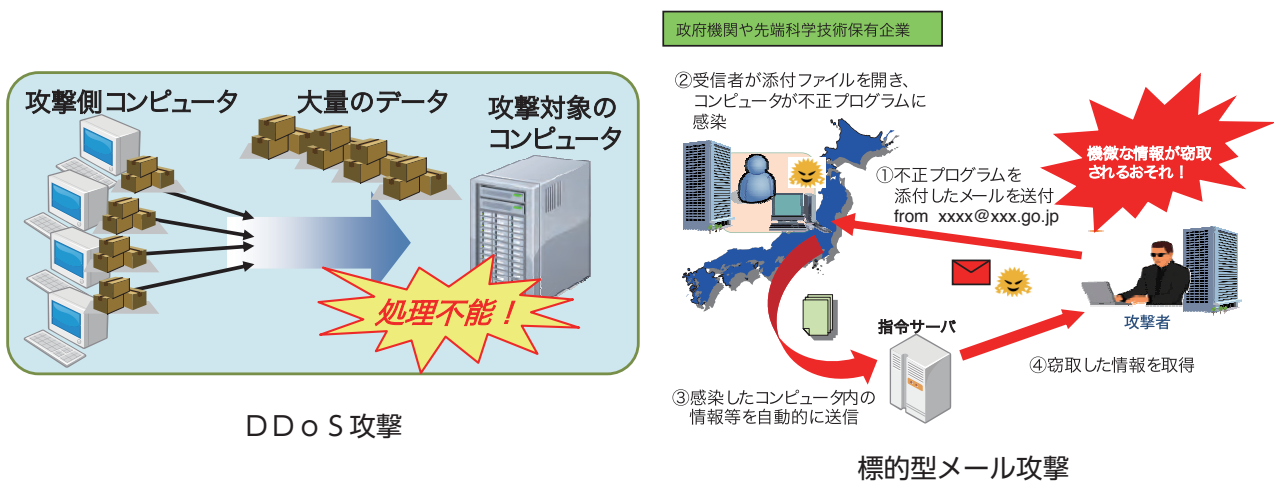 攻撃側コンピュータ
大量のデータ
攻撃対象の
コンピュータ
処理不能！
ＤＤｏＳ攻撃
政府機関や先端科学技術保有企業
②受信者が添付ファイルを開き、
コンピュータが不正プログラムに
感染
①不正プログラムを
添付したメールを送付
from xxxx@xxx.go.jp
機微な情報が窃取
されるおそれ！
攻撃者
指令サーバ
④窃取した情報を取得
③感染したコンピュータ内の
情報等を自動的に送信
標的型メール攻撃